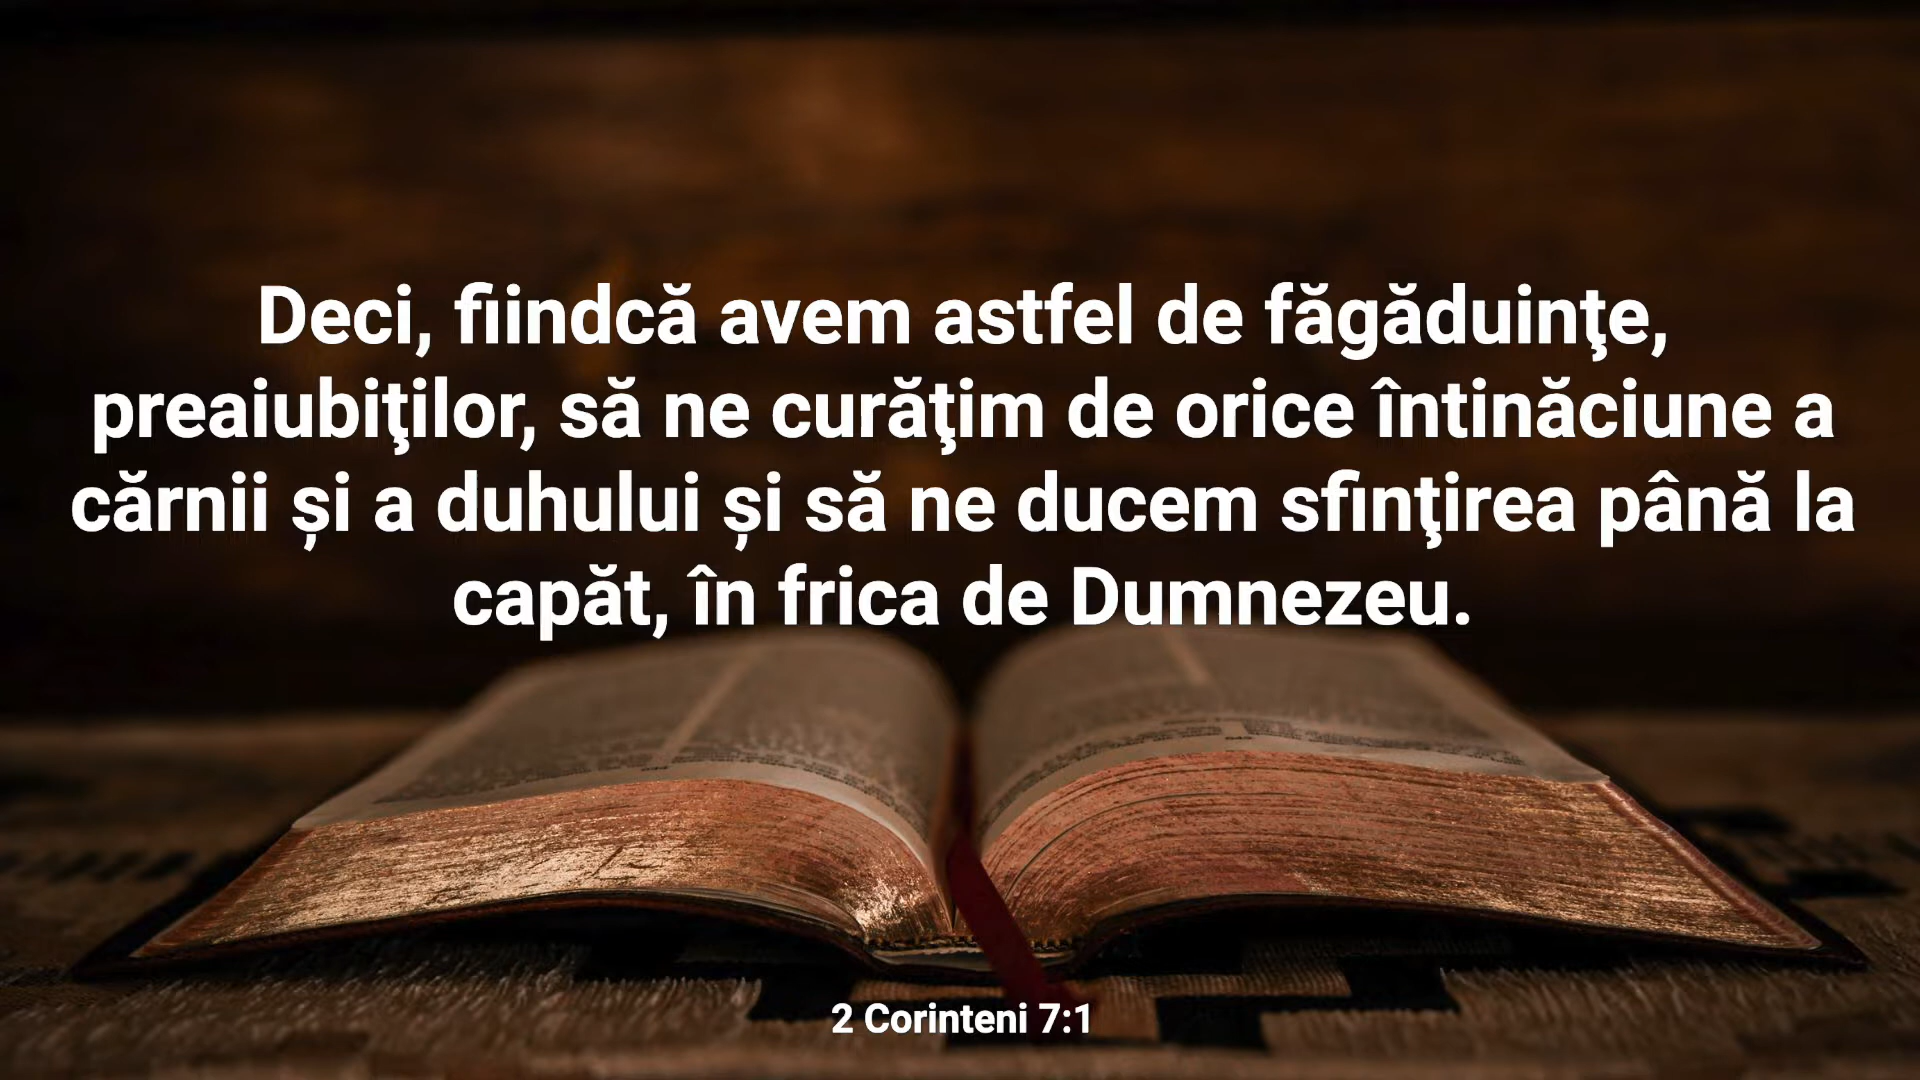 Deci, fiindcă avem astfel de făgăduinţe,
preaiubiţilor, să ne curăţim de orice întinăciune a
cărnii și a duhului și să ne ducem sfinţirea până la
capăt, în frica de Dumnezeu.
2 Corinteni 7:1